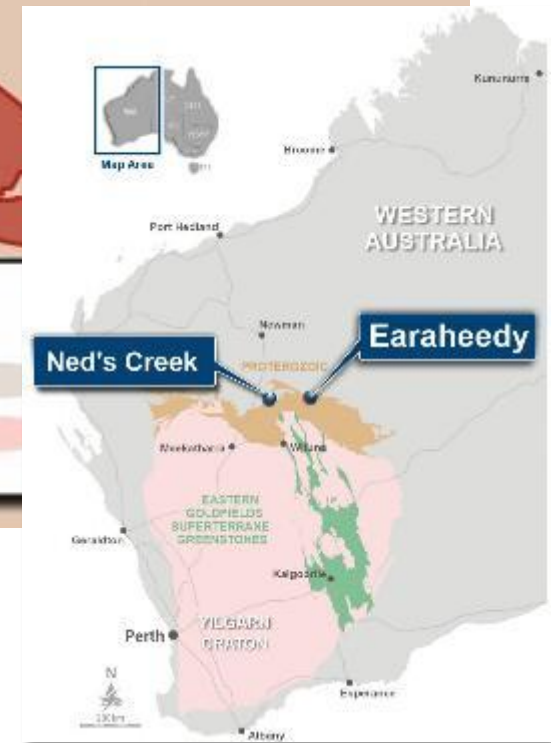 Kununurra
Map Area
Broome
WESTERN
AUSTRALIA
Port Hedland
Newman
Earaheedy
Ned's Creek
PROTEROZOIC
Meekatharra
Wiluna
EASTERN
GOLDFIELDS
SUPERTERRANE
GREENSTONES
Geraldton
Kalgoorlie
YILGARN
CRATON
Perth
N
Esperance
Albany